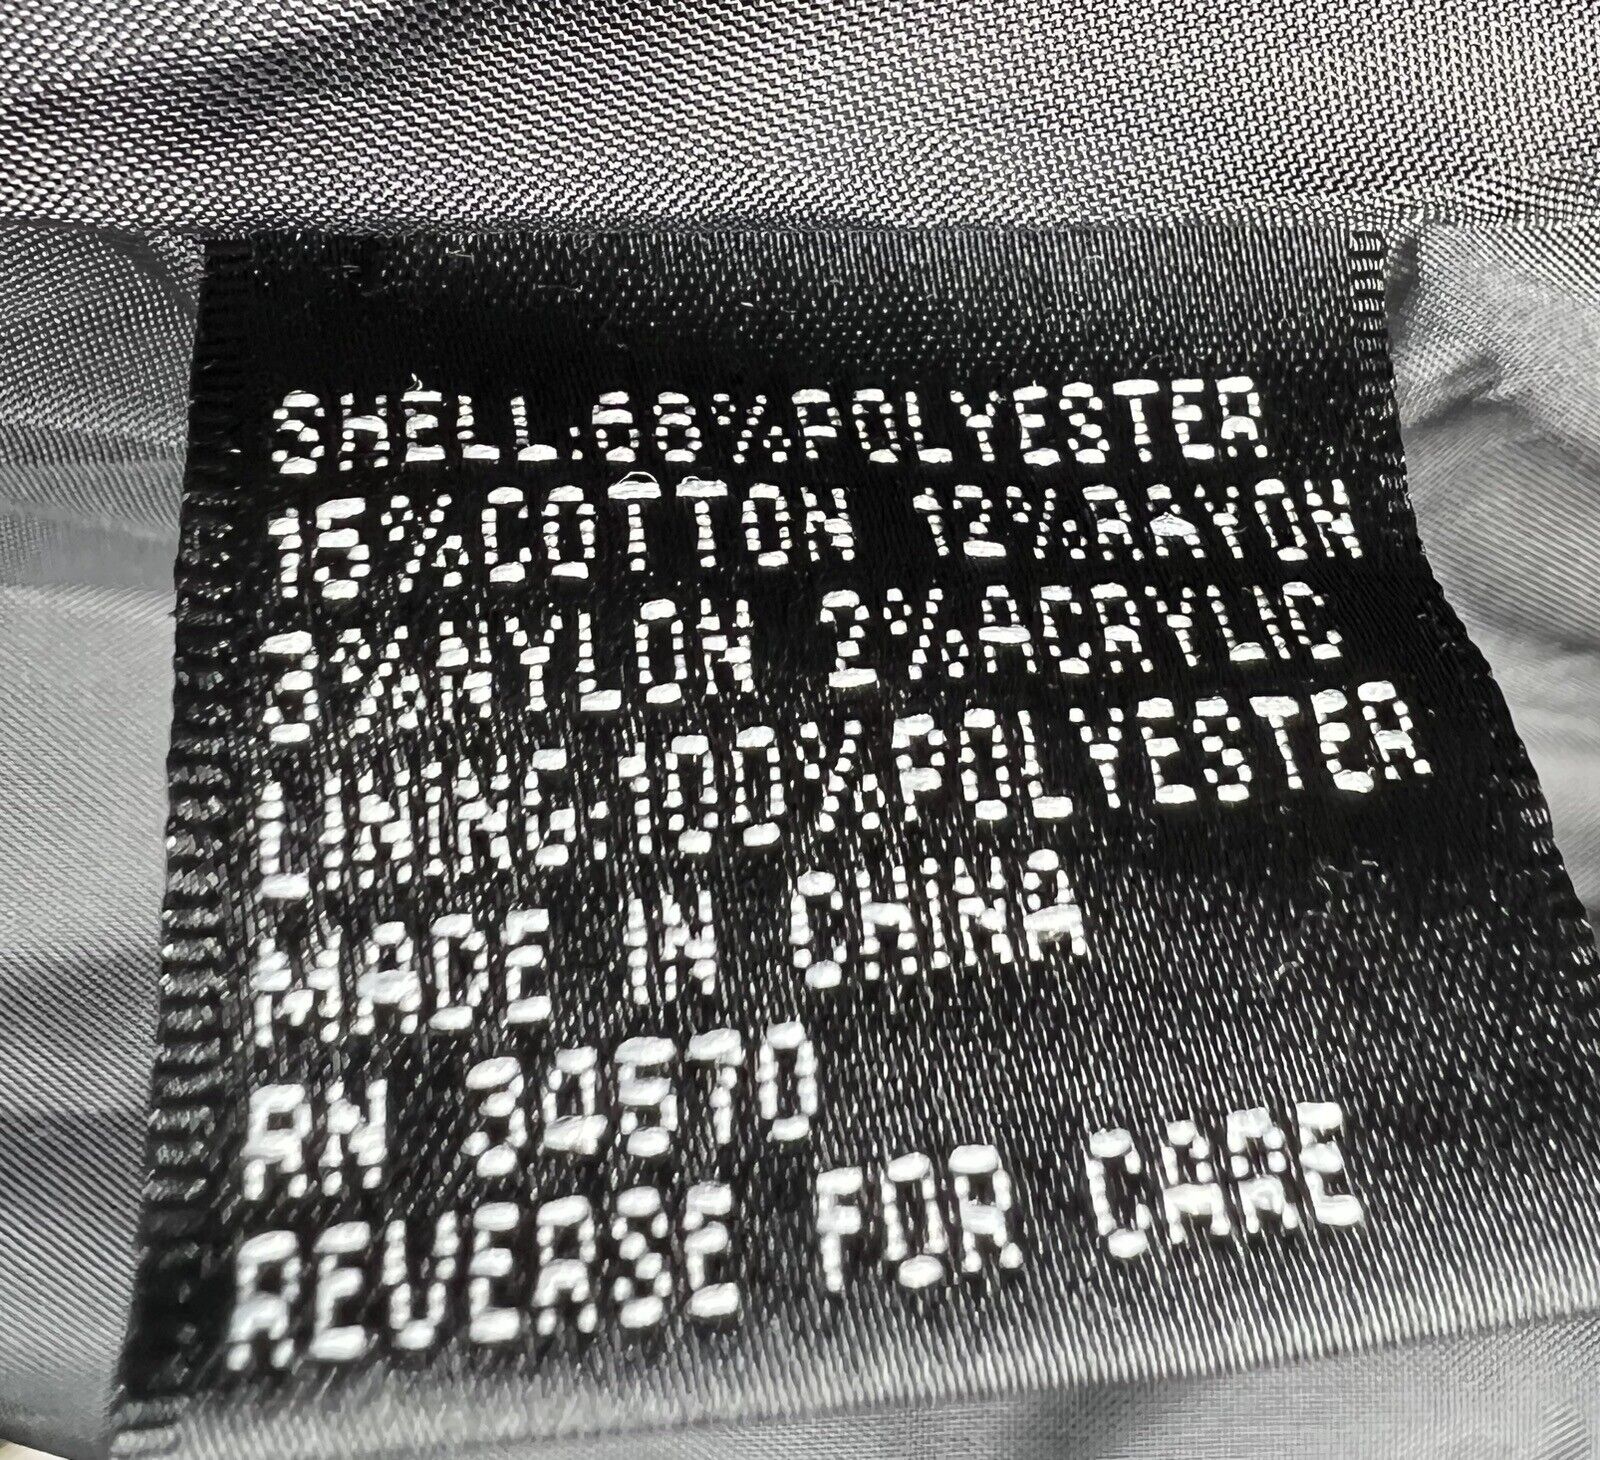 SHELL:68%POLYESTER
15%COTTON 12%RAYON
3%NYLON 2%ACRYLIC
LINING:100%POLYESTER
MADE IN CHINA
RN 34570
REVERSE FOR CARE